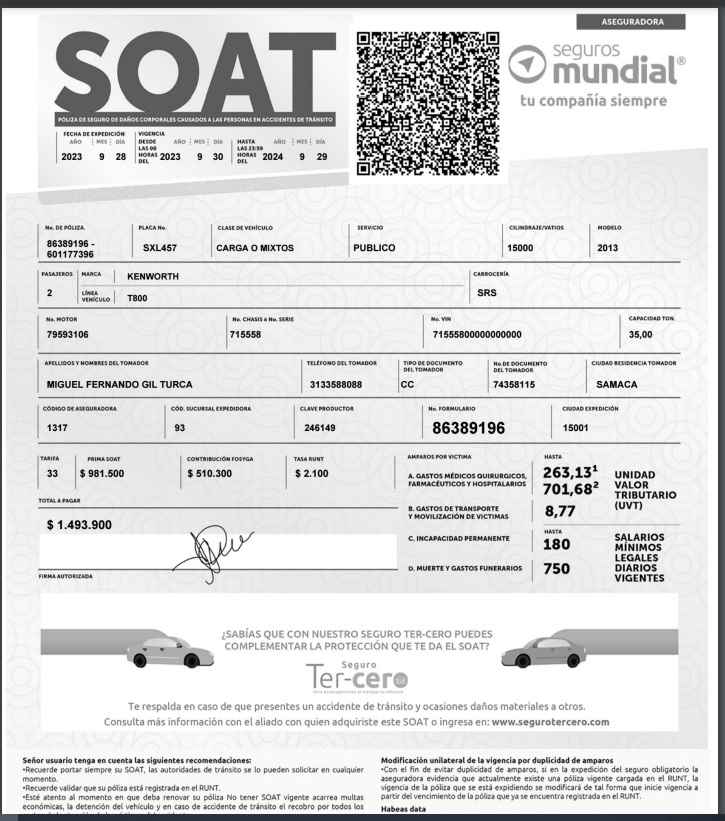 ASEGURADORA
SOAT
seguros
mundial®
tu compañía siempre
PÓLIZA DE SEGURO DE DAÑOS CORPORALES CAUSADOS A LAS PERSONAS EN ACCIDENTES DE TRÁNSITO
FECHA DE EXPEDICIÓN
AÑO MES DÍA
2023 9 28
VIGENCIA
DESDE LAS 00 HORAS DEL
AÑO MES DÍA
2023 9 30
HASTA LAS 23:59 HORAS DEL
AÑO MES DÍA
2024 9 29
No. DE PÓLIZA.
86389196 -
601177396
PLACA No.
SXL457
CLASE DE VEHÍCULO
CARGA O MIXTOS
SERVICIO
PUBLICO
CILINDRAJE/VATIOS
15000
MODELO
2013
PASAJEROS
2
MARCA
KENWORTH
LÍNEA VEHÍCULO
T800
CARROCERÍA
SRS
No. MOTOR
79593106
No. CHASIS o No. SERIE
715558
No. VIN
71555800000000000
CAPACIDAD TON.
35,00
APELLIDOS Y NOMBRES DEL TOMADOR
MIGUEL FERNANDO GIL TURCA
TELÉFONO DEL TOMADOR
3133588088
TIPO DE DOCUMENTO DEL TOMADOR
CC
No. DE DOCUMENTO DEL TOMADOR
74358115
CIUDAD RESIDENCIA TOMADOR
SAMACA
CÓDIGO DE ASEGURADORA
1317
CÓD. SUCURSAL EXPEDIDORA
93
CLAVE PRODUCTOR
246149
No. FORMULARIO
86389196
CIUDAD EXPEDICIÓN
15001
TARIFA
33
PRIMA SOAT
$ 981.500
CONTRIBUCIÓN FOSYGA
$ 510.300
TASA RUNT
$ 2.100
TOTAL A PAGAR
$ 1.493.900
FIRMA AUTORIZADA
AMPAROS POR VICTIMA
A. GASTOS MÉDICOS QUIRURGICOS,
FARMACÉUTICOS Y HOSPITALARIOS
B. GASTOS DE TRANSPORTE
Y MOVILIZACIÓN DE VICTIMAS
C. INCAPACIDAD PERMANENTE
D. MUERTE Y GASTOS FUNERARIOS
HASTA
263,13¹
701,68²
8,77
UNIDAD
VALOR
TRIBUTARIO
(UVT)
HASTA
180
750
SALARIOS
MÍNIMOS
LEGALES
DIARIOS
VIGENTES
¿SABÍAS QUE CON NUESTRO SEGURO TER-CERO PUEDES
COMPLEMENTAR LA PROTECCIÓN QUE TE DA EL SOAT?
Seguro
Ter-cero
Te respalda en caso de que presentes un accidente de tránsito y ocasiones daños materiales a otros.
Consulta más información con el aliado con quien adquiriste este SOAT o ingresa en: www.segurotercero.com
Señor usuario tenga en cuenta las siguientes recomendaciones:
•Recuerde portar siempre su SOAT, las autoridades de tránsito se lo pueden solicitar en cualquier
momento.
•Recuerde validar que su póliza está registrada en el RUNT.
•Esté atento al momento en que deba renovar su póliza No tener SOAT vigente acarrea multas
económicas, la detención del vehículo y en caso de accidente de tránsito el recobro por todos los
Modificación unilateral de la vigencia por duplicidad de amparos
•Con el fin de evitar duplicidad de amparos, si en la expedición del seguro obligatorio la
aseguradora evidencia que actualmente existe una póliza vigente cargada en el RUNT, la
vigencia de la póliza que se está expidiendo se modificará de tal forma que inicie vigencia a
partir del vencimiento de la póliza que ya se encuentra registrada en el RUNT.
Habeas data